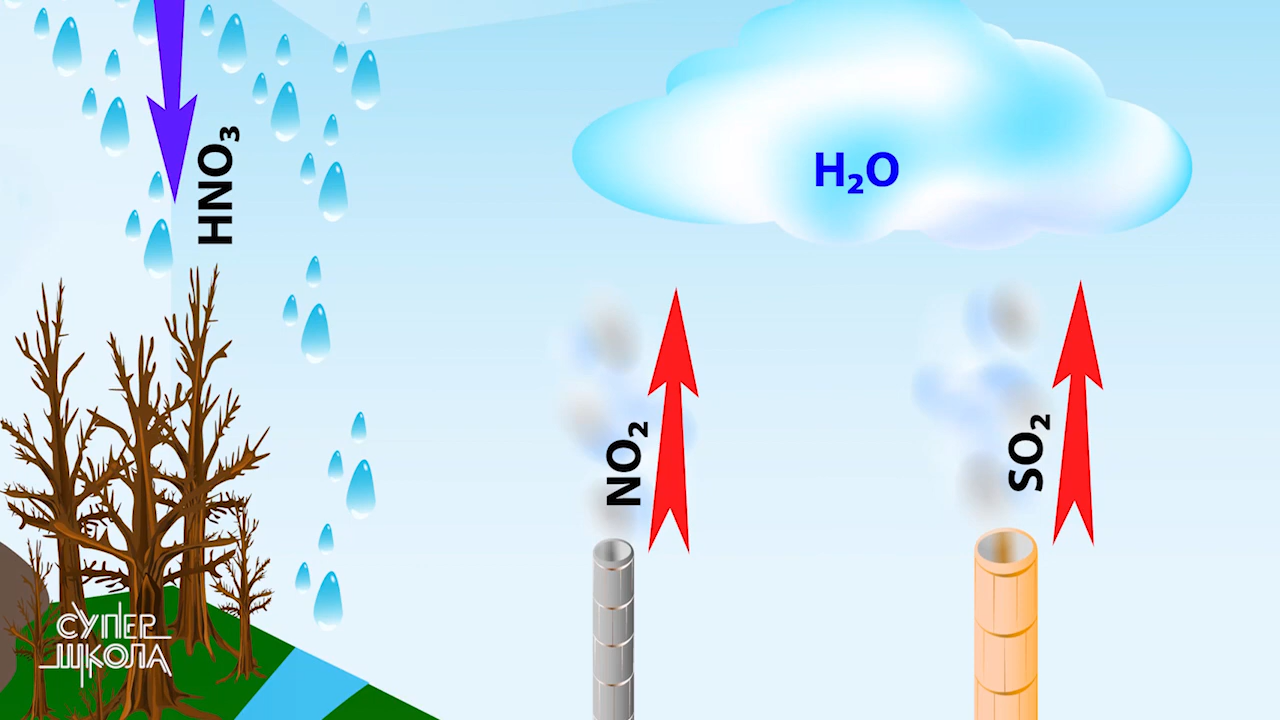 HNO₃
H₂O
NO₂
SO₂
СУПЕР
ШКОЛА